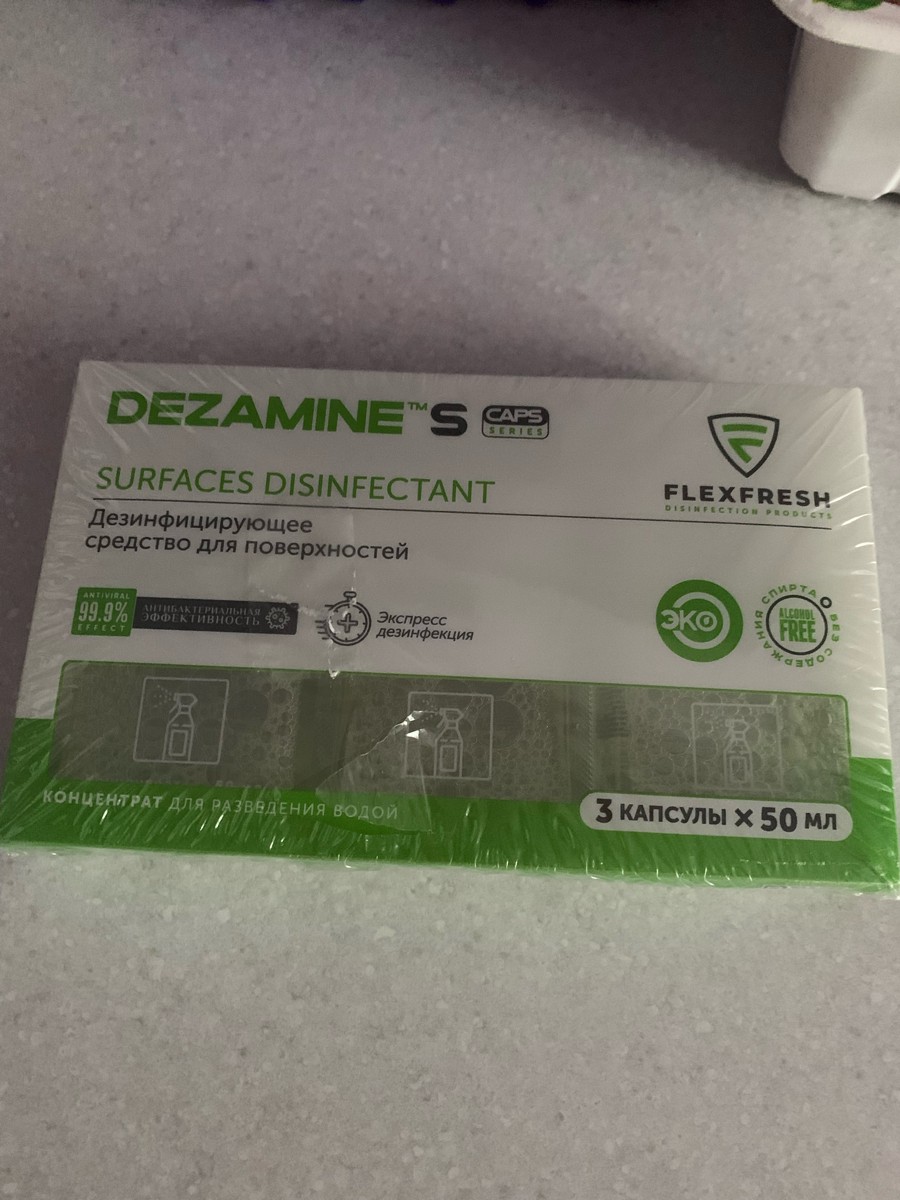 DEZAMINE™ S CAPS SERIES
FLEXFRESH
DISINFECTION PRODUCTS
SURFACES DISINFECTANT
Дезинфицирующее
средство для поверхностей
ANTIVIRAL
99.9%
EFFECT
АНТИБАКТЕРИАЛЬНАЯ
ЭФФЕКТИВНОСТЬ
Экспресс
дезинфекция
ЭКО
БЕЗ СОДЕРЖАНИЯ СПИРТА
ALCOHOL
FREE
КОНЦЕНТРАТ ДЛЯ РАЗВЕДЕНИЯ ВОДОЙ
3 КАПСУЛЫ × 50 МЛ